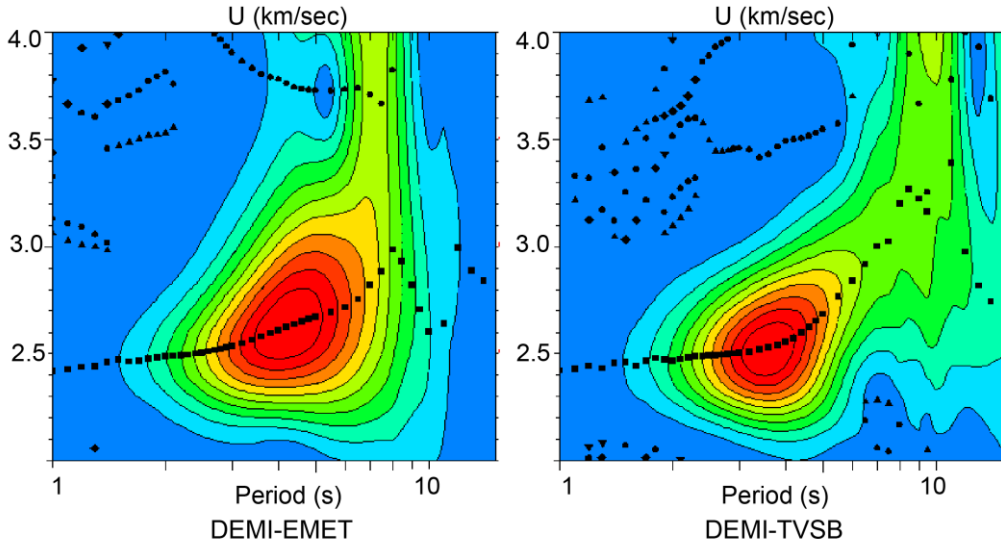 U (km/sec)
4.0
3.5
3.0
2.5
1
10
Period (s)
DEMI-EMET
U (km/sec)
4.0
3.5
3.0
2.5
1
10
Period (s)
DEMI-TVSB